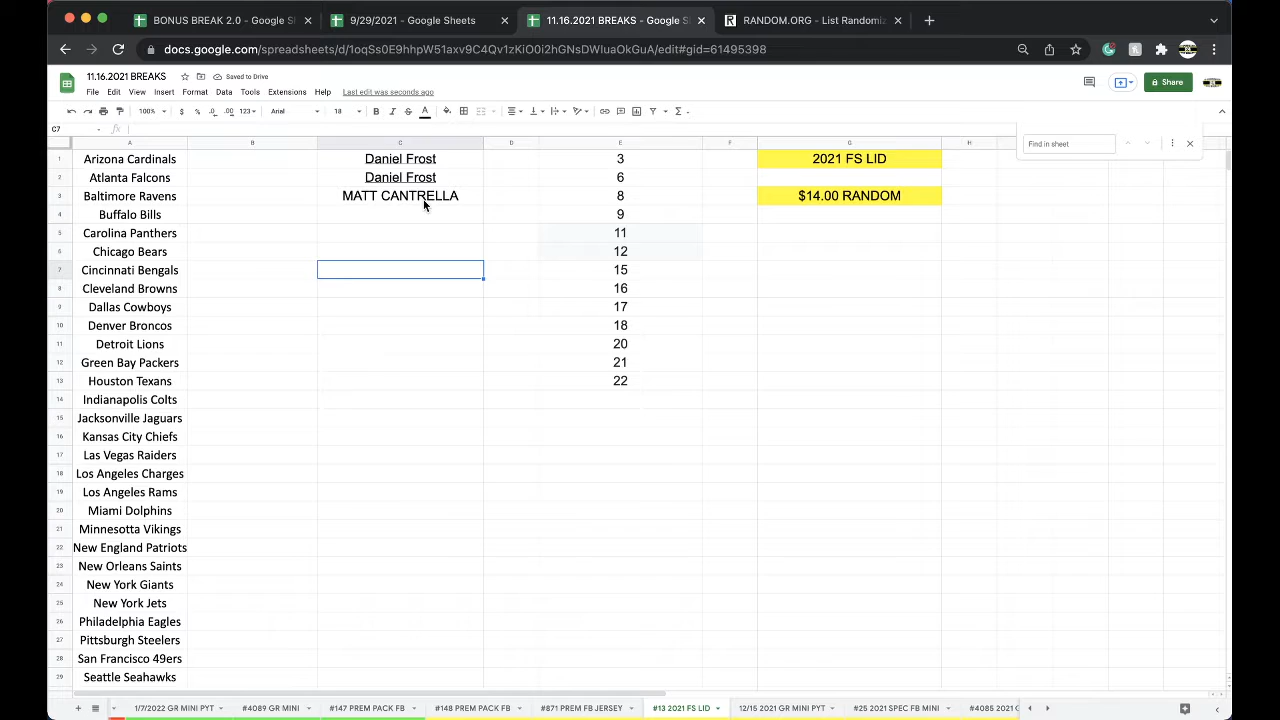 BONUS BREAK 2.0 - Google Sl
9/29/2021 - Google Sheets
11.16.2021 BREAKS - Google S
RANDOM.ORG - List Randomiz
docs.google.com/spreadsheets/d/1oqSs0E9hhpW51axv9C4Qv1zKiO0i2hGNsDWIuaOkGuA/edit#gid=61495398
11.16.2021 BREAKS
Saved to Drive
File Edit View Insert Format Data Tools Extensions Help Last edit was seconds ago
Share
100% $ % .0 .00 123 Arial 18 B I S A
C7 fx
Find in sheet
A B C D E F G H I
1 Arizona Cardinals Daniel Frost 3 2021 FS LID
2 Atlanta Falcons Daniel Frost 6
3 Baltimore Ravens MATT CANTRELLA 8 $14.00 RANDOM
4 Buffalo Bills 9
5 Carolina Panthers 11
6 Chicago Bears 12
7 Cincinnati Bengals 15
8 Cleveland Browns 16
9 Dallas Cowboys 17
10 Denver Broncos 18
11 Detroit Lions 20
12 Green Bay Packers 21
13 Houston Texans 22
14 Indianapolis Colts
15 Jacksonville Jaguars
16 Kansas City Chiefs
17 Las Vegas Raiders
18 Los Angeles Charges
19 Los Angeles Rams
20 Miami Dolphins
21 Minnesotta Vikings
22 New England Patriots
23 New Orleans Saints
24 New York Giants
25 New York Jets
26 Philadelphia Eagles
27 Pittsburgh Steelers
28 San Francisco 49ers
29 Seattle Seahawks
1/7/2022 GR MINI PYT #4089 GR MINI #147 PREM PACK FB #148 PREM PACK F #871 PREM FB JERSEY #13 2021 FS LID 12/15 2021 GR MINI PYT #25 2021 SPEC FB MINI #4085 2021 G